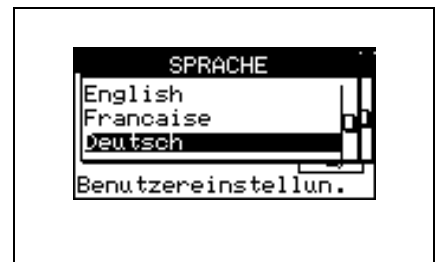 SPRACHE
English
Francaise
Deutsch
Benutzereinstellun.